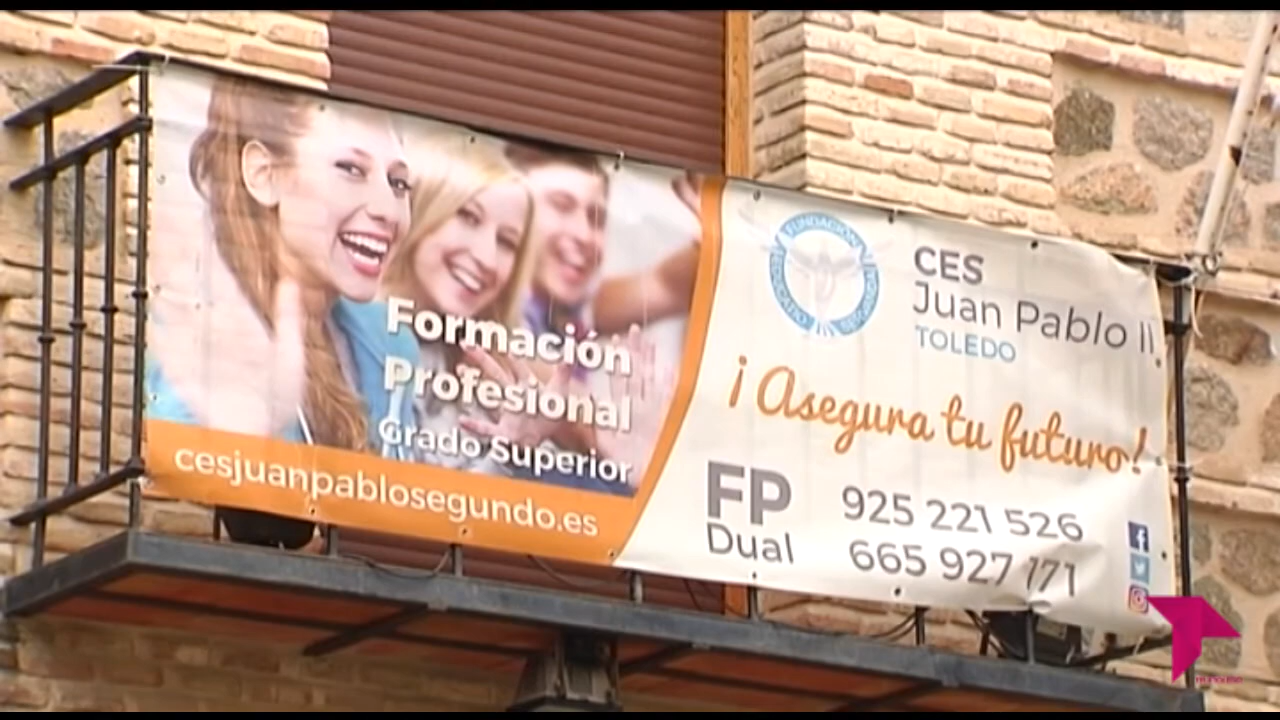 Formación
Profesional
Grado Superior
cesjuanpablosegundo.es
FUNDACIÓN
CES
Juan Pablo II
TOLEDO
¡Asegura tu futuro!
FP
Dual
925 221 526
665 927 171